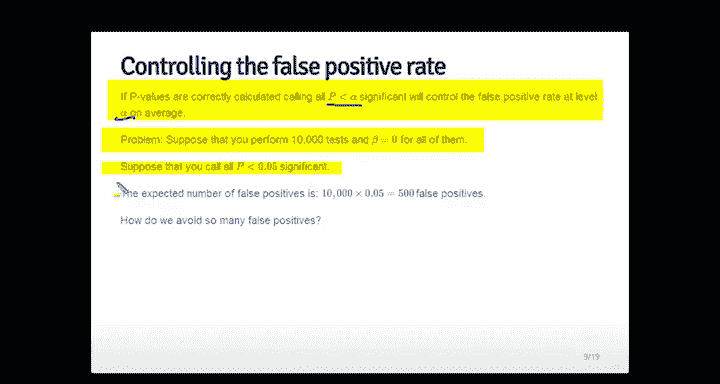 Controlling the false positive rate
If P-values are correctly calculated calling all P < α significant will control the false positive rate at level
α on average.
Problem: Suppose that you perform 10,000 tests and β = 0 for all of them.
Suppose that you call all P < 0.05 significant.
The expected number of false positives is: 10,000 × 0.05 = 500 false positives.
How do we avoid so many false positives?
9/19